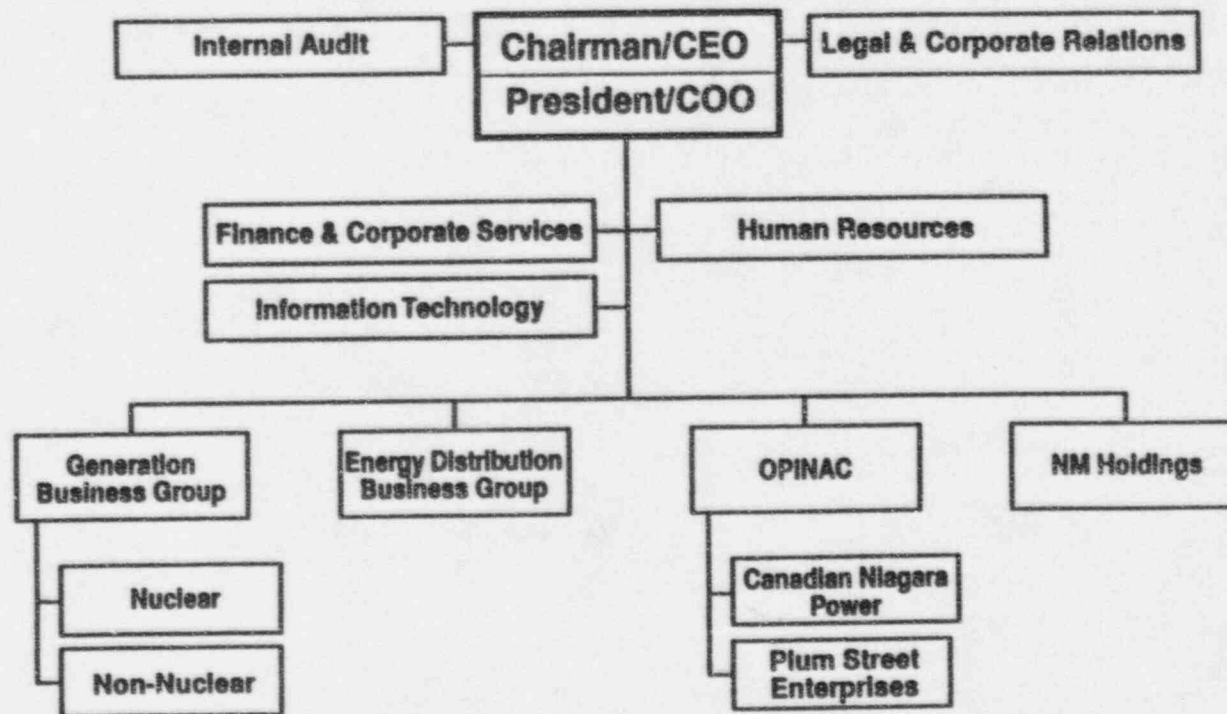 Internal Audit
Chairman/CEO
President/COO
Legal & Corporate Relations
Finance & Corporate Services
Human Resources
Information Technology
Generation
Business Group
Energy Distribution
Business Group
OPINAC
NM Holdings
Nuclear
Non-Nuclear
Canadian Niagara
Power
Plum Street
Enterprises